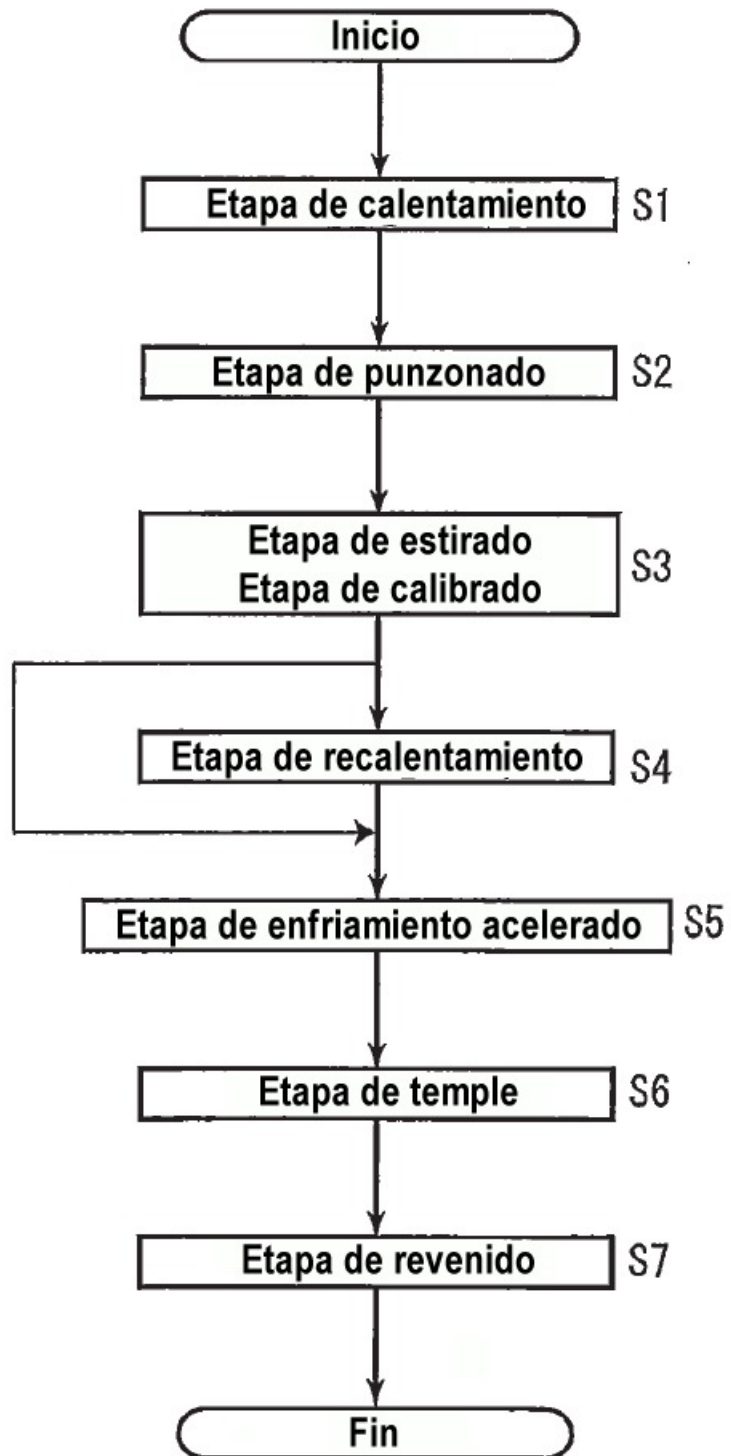 Inicio
Etapa de calentamiento S1
Etapa de punzonado S2
Etapa de estirado
Etapa de calibrado S3
Etapa de recalentamiento S4
Etapa de enfriamiento acelerado S5
Etapa de temple S6
Etapa de revenido S7
Fin